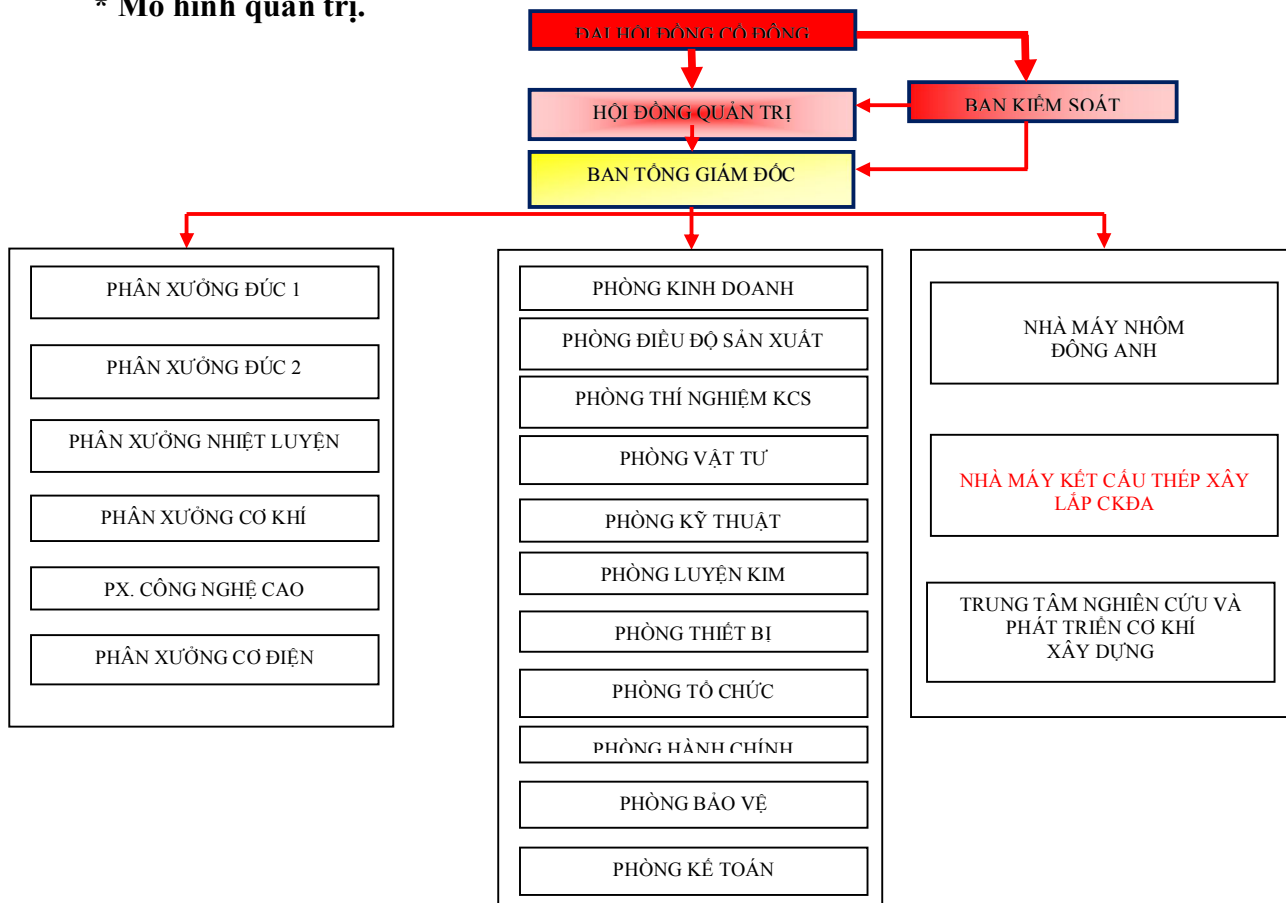 * Mô hình quản trị.
ĐẠI HỘI ĐỒNG CỔ ĐÔNG
HỘI ĐỒNG QUẢN TRỊ
BAN KIỂM SOÁT
BAN TỔNG GIÁM ĐỐC
PHÂN XƯỞNG ĐÚC 1
PHÂN XƯỞNG ĐÚC 2
PHÂN XƯỞNG NHIỆT LUYỆN
PHÂN XƯỞNG CƠ KHÍ
PX. CÔNG NGHỆ CAO
PHÂN XƯỞNG CƠ ĐIỆN
PHÒNG KINH DOANH
PHÒNG ĐIỀU ĐỘ SẢN XUẤT
PHÒNG THÍ NGHIỆM KCS
PHÒNG VẬT TƯ
PHÒNG KỸ THUẬT
PHÒNG LUYỆN KIM
PHÒNG THIẾT BỊ
PHÒNG TỔ CHỨC
PHÒNG HÀNH CHÍNH
PHÒNG BẢO VỆ
PHÒNG KẾ TOÁN
NHÀ MÁY NHÔM
ĐÔNG ANH
NHÀ MÁY KẾT CẤU THÉP XÂY
LẮP CKĐA
TRUNG TÂM NGHIÊN CỨU VÀ
PHÁT TRIỂN CƠ KHÍ
XÂY DỰNG